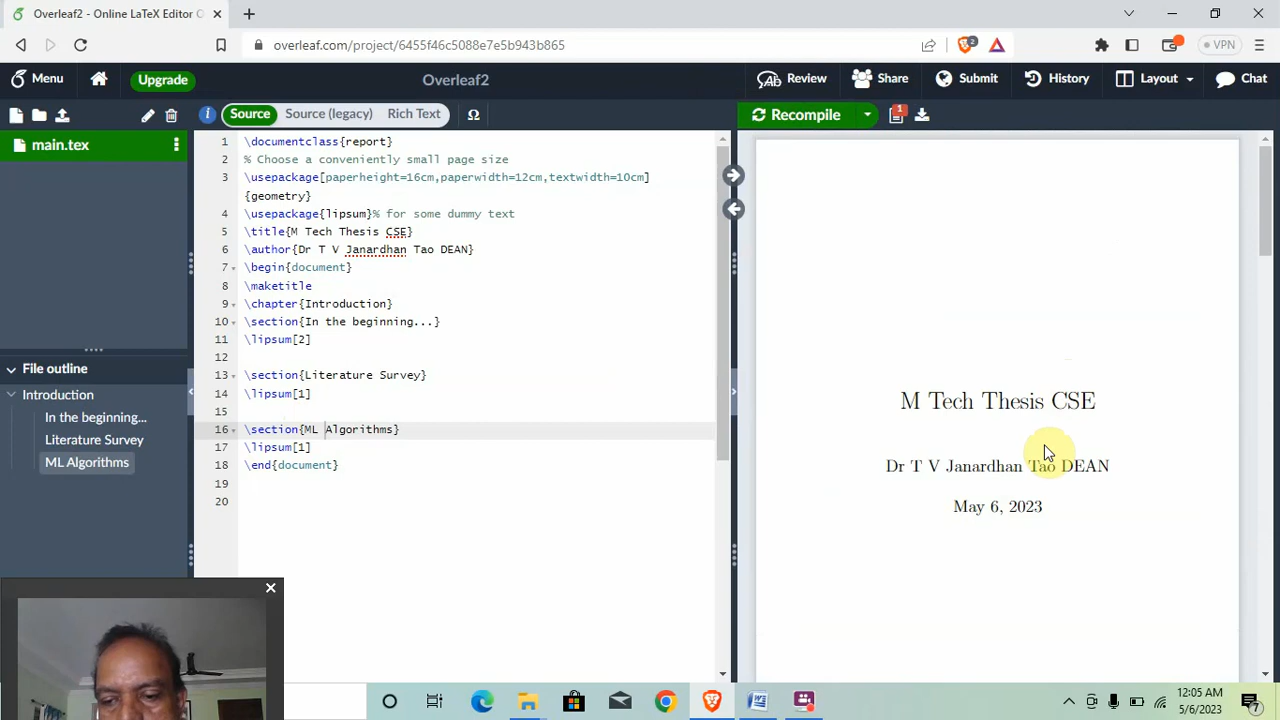 Overleaf2 - Online LaTeX Editor O
overleaf.com/project/6455f46c5088e7e5b943b865
2
VPN
Menu
Upgrade
Overleaf2
Review
Share
Submit
History
Layout
Chat
Source
Source (legacy)
Rich Text
Ω
Recompile
1
main.tex
File outline
Introduction
In the beginning...
Literature Survey
ML Algorithms
1 \documentclass{report}
2 % Choose a conveniently small page size
3 \usepackage[paperheight=16cm,paperwidth=12cm,textwidth=10cm]
{geometry}
4 \usepackage{lipsum}% for some dummy text
5 \title{M Tech Thesis CSE}
6 \author{Dr T V Janardhan Tao DEAN}
7 \begin{document}
8 \maketitle
9 \chapter{Introduction}
10 \section{In the beginning...}
11 \lipsum[2]
12
13 \section{Literature Survey}
14 \lipsum[1]
15
16 \section{ML Algorithms}
17 \lipsum[1]
18 \end{document}
19
20
M Tech Thesis CSE
Dr T V Janardhan Tao DEAN
May 6, 2023
12:05 AM
5/6/2023
7